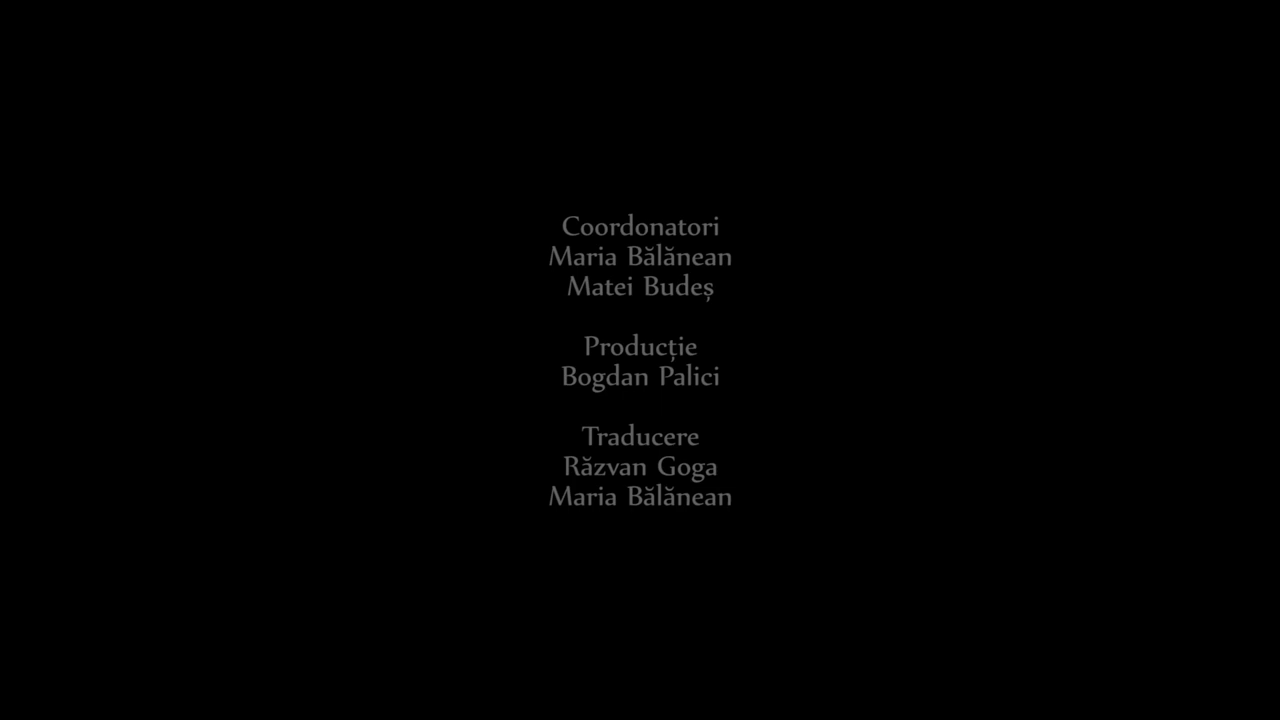 Coordonatori
Maria Bălănean
Matei Budeș
Producție
Bogdan Palici
Traducere
Răzvan Goga
Maria Bălănean